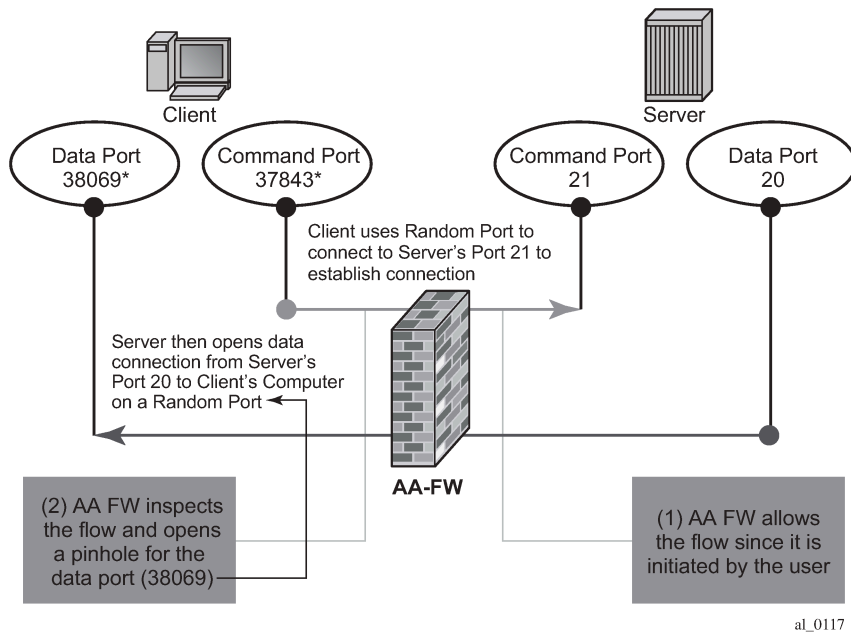 Client
Server
Data Port
38069*
Command Port
37843*
Command Port
21
Data Port
20
Client uses Random Port to
connect to Server's Port 21 to
establish connection
Server then opens data
connection from Server's
Port 20 to Client's Computer
on a Random Port
AA-FW
(2) AA FW inspects
the flow and opens
a pinhole for the
data port (38069)
(1) AA FW allows
the flow since it is
initiated by the user
al_0117